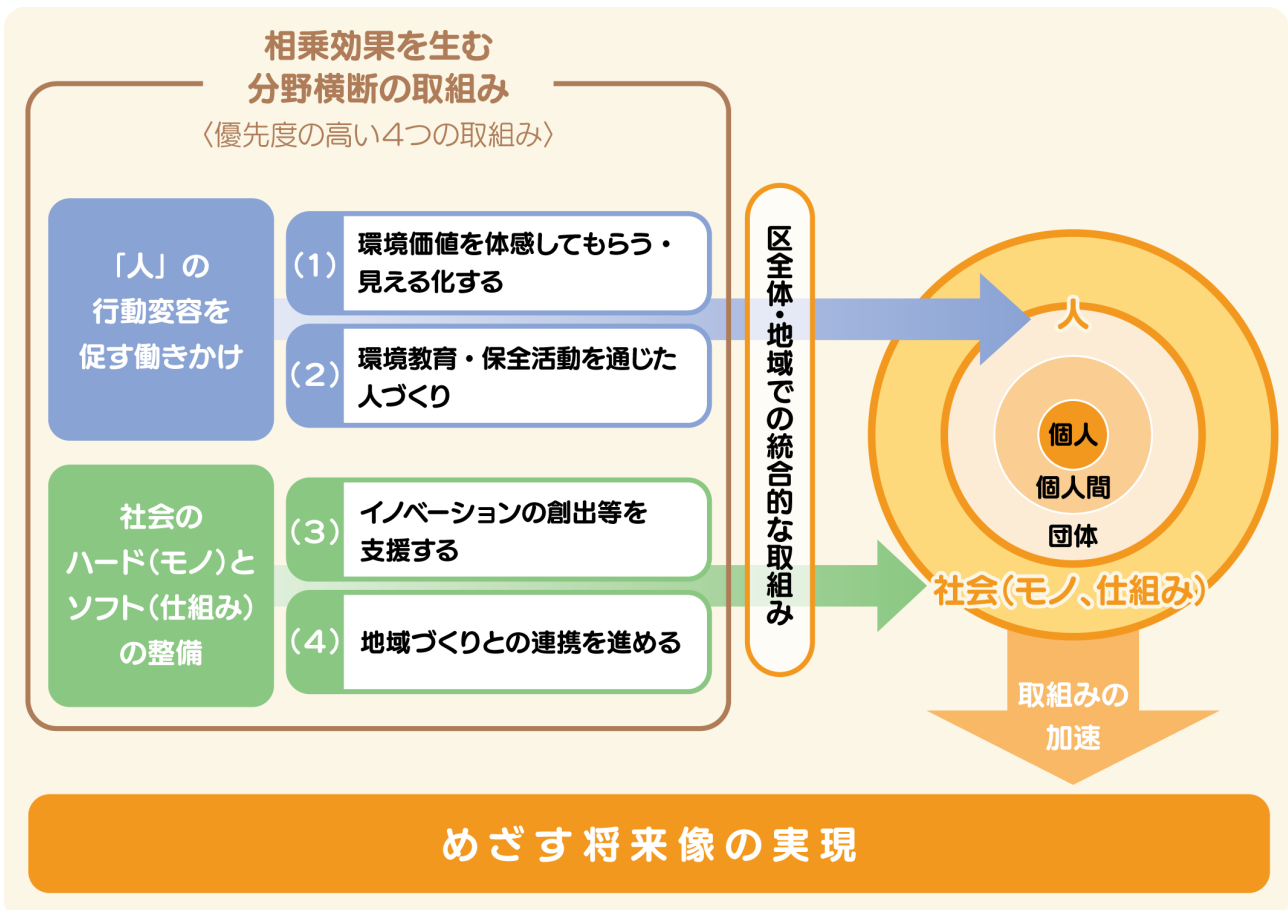 相乗効果を生む
分野横断の取組み
〈優先度の高い4つの取組み〉
「人」の
行動変容を
促す働きかけ
(1)
環境価値を体感してもらう・
見える化する
(2)
環境教育・保全活動を通じた
人づくり
社会の
ハード(モノ)と
ソフト(仕組み)
の整備
(3)
イノベーションの創出等を
支援する
(4)
地域づくりとの連携を進める
区全体・地域での統合的な取組み
人
個人
個人間
団体
社会(モノ、仕組み)
取組みの
加速
めざす将来像の実現